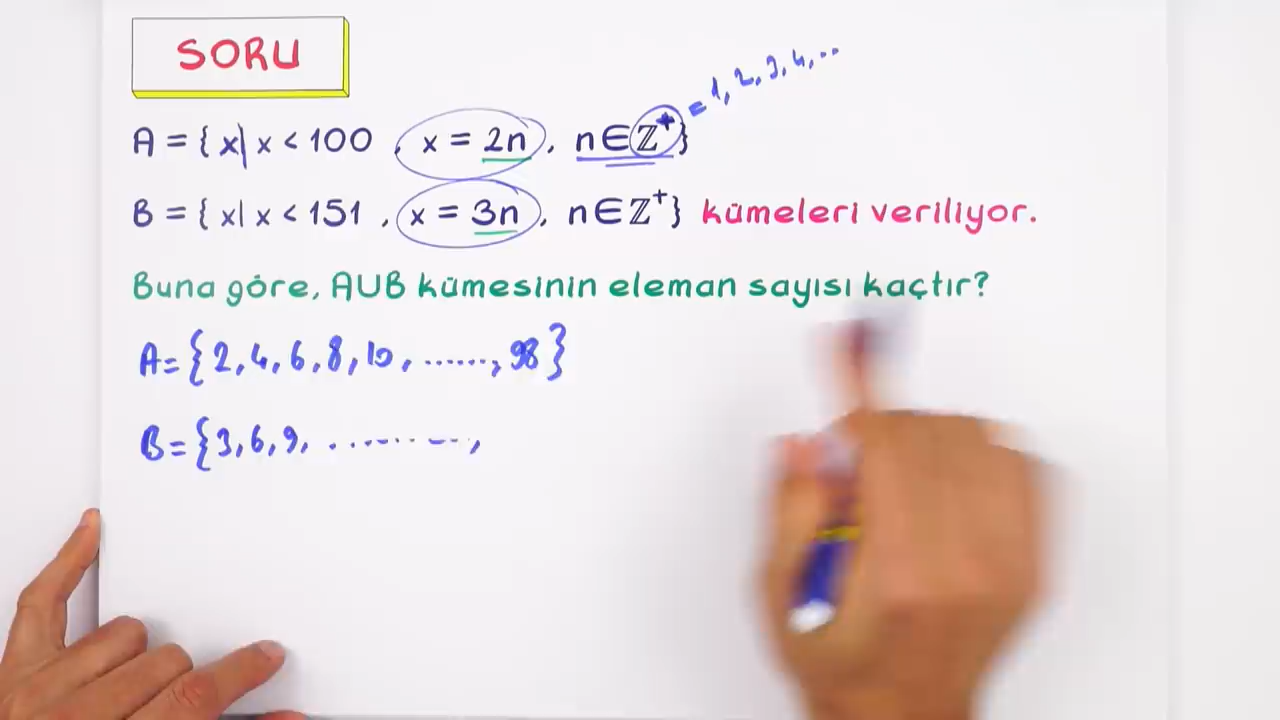 SORU
= 1, 2, 3, 4, ..
A = { x| x < 100 , x = 2n , n∈ℤ⁺}
B = { x| x < 151 , x = 3n , n∈ℤ⁺} kümeleri veriliyor.
Buna göre, AUB kümesinin eleman sayısı kaçtır?
A= {2, 4, 6, 8, 10, ......., 98}
B= {3, 6, 9, ..........,